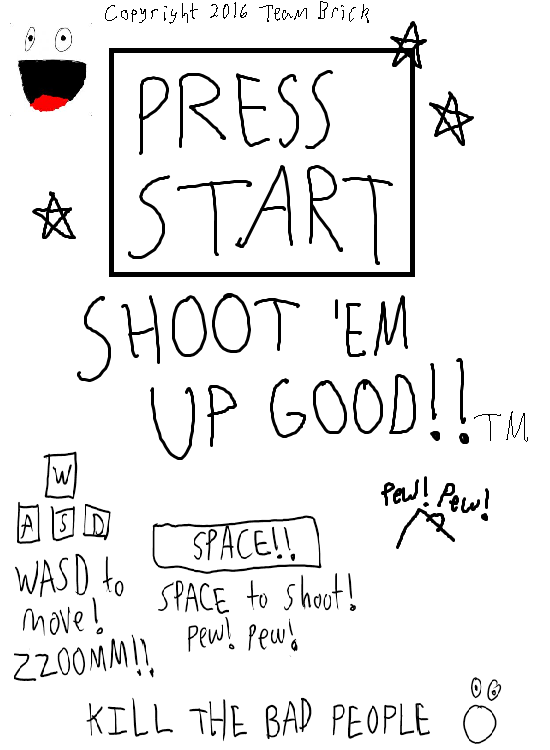 Copyright 2016 Team Brick
PRESS
START
SHOOT 'EM
UP GOOD!! TM
W
A S D
WASD to
move!
ZZOOMM!!
SPACE!!
SPACE to shoot!
Pew! Pew!
Pew! Pew!
KILL THE BAD PEOPLE